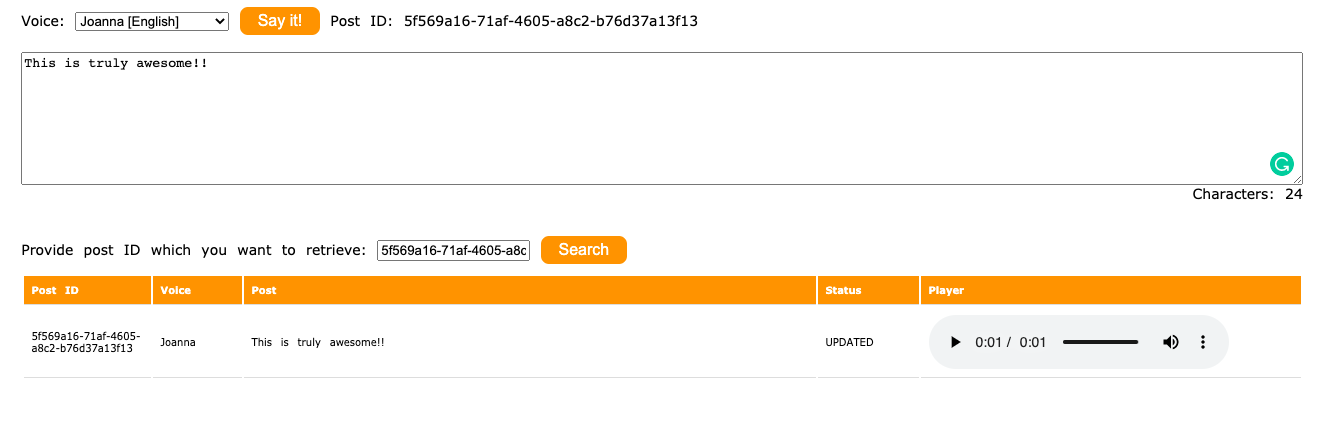 Voice: Joanna [English] Say it! Post ID: 5f569a16-71af-4605-a8c2-b76d37a13f13
This is truly awesome!!
Characters: 24
Provide post ID which you want to retrieve: 5f569a16-71af-4605-a8c Search
Post ID Voice Post Status Player
5f569a16-71af-4605-
a8c2-b76d37a13f13 Joanna This is truly awesome!! UPDATED 0:01 / 0:01